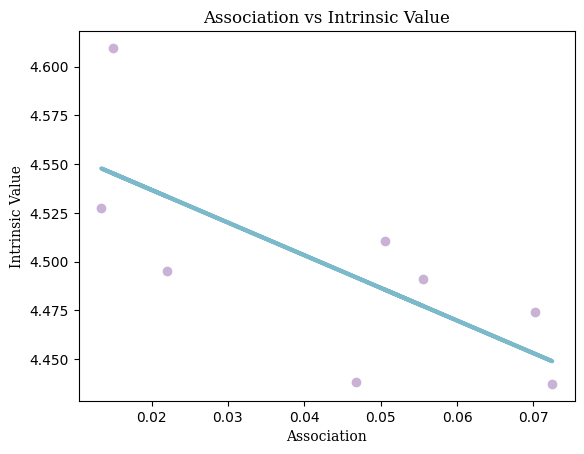 Association vs Intrinsic Value
4.600
4.575
4.550
4.525
4.500
4.475
4.450
Intrinsic Value
0.02 0.03 0.04 0.05 0.06 0.07
Association